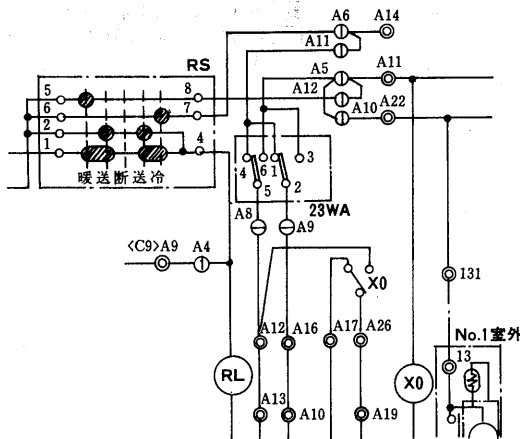 A6 A14
A11
RS
A5 A11
A12
A10 A22
5 8
6 7
2
1 4
暖送断送冷
4 6 1 3
5 2
23WA
A8 A9
<C9>A9 A4
X0
131
A12 A16 A17 A26
No.1室外
13
RL
X0
A13 A10 A19